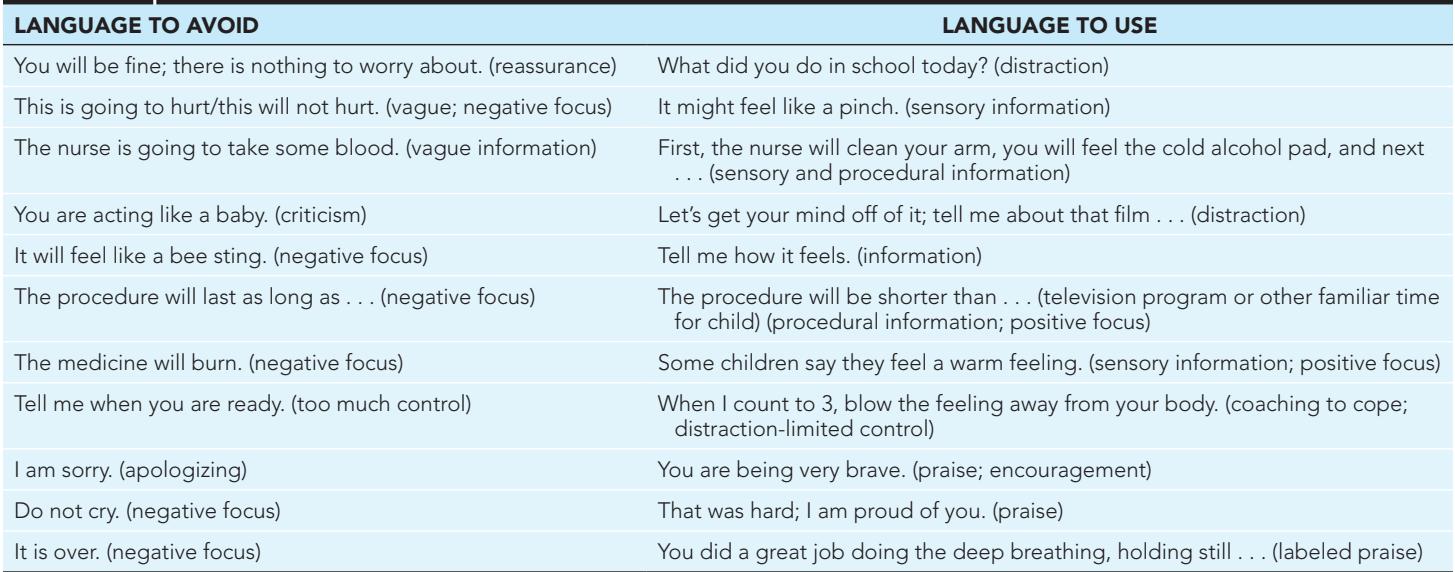 LANGUAGE TO AVOID LANGUAGE TO USE
You will be fine; there is nothing to worry about. (reassurance) What did you do in school today? (distraction)
This is going to hurt/this will not hurt. (vague; negative focus) It might feel like a pinch. (sensory information)
The nurse is going to take some blood. (vague information) First, the nurse will clean your arm, you will feel the cold alcohol pad, and next
. . . (sensory and procedural information)
You are acting like a baby. (criticism) Let’s get your mind off of it; tell me about that film . . . (distraction)
It will feel like a bee sting. (negative focus) Tell me how it feels. (information)
The procedure will last as long as . . . (negative focus) The procedure will be shorter than . . . (television program or other familiar time
for child) (procedural information; positive focus)
The medicine will burn. (negative focus) Some children say they feel a warm feeling. (sensory information; positive focus)
Tell me when you are ready. (too much control) When I count to 3, blow the feeling away from your body. (coaching to cope;
distraction-limited control)
I am sorry. (apologizing) You are being very brave. (praise; encouragement)
Do not cry. (negative focus) That was hard; I am proud of you. (praise)
It is over. (negative focus) You did a great job doing the deep breathing, holding still . . . (labeled praise)